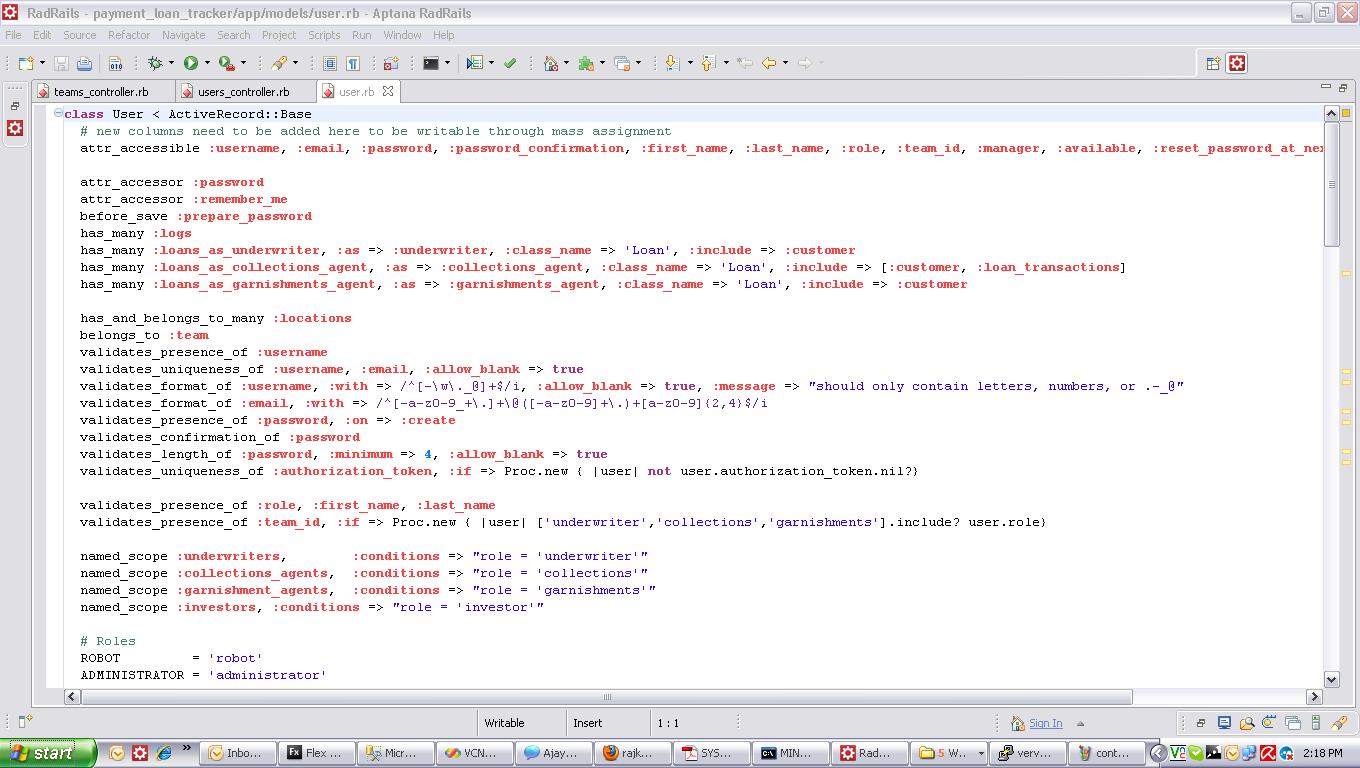 RadRails - payment_loan_tracker/app/models/user.rb - Aptana RadRails
File Edit Source Refactor Navigate Search Project Scripts Run Window Help
teams_controller.rb users_controller.rb user.rb
class User < ActiveRecord::Base
# new columns need to be added here to be writable through mass assignment
attr_accessible :username, :email, :password, :password_confirmation, :first_name, :last_name, :role, :team_id, :manager, :available, :reset_password_at_nex
attr_accessor :password
attr_accessor :remember_me
before_save :prepare_password
has_many :logs
has_many :loans_as_underwriter, :as => :underwriter, :class_name => 'Loan', :include => :customer
has_many :loans_as_collections_agent, :as => :collections_agent, :class_name => 'Loan', :include => [:customer, :loan_transactions]
has_many :loans_as_garnishments_agent, :as => :garnishments_agent, :class_name => 'Loan', :include => :customer
has_and_belongs_to_many :locations
belongs_to :team
validates_presence_of :username
validates_uniqueness_of :username, :email, :allow_blank => true
validates_format_of :username, :with => /^[-\w\._@]+$/i, :allow_blank => true, :message => "should only contain letters, numbers, or .-_@"
validates_format_of :email, :with => /^[-a-z0-9_+\.]+\@([-a-z0-9]+\.)+[a-z0-9]{2,4}$/i
validates_presence_of :password, :on => :create
validates_confirmation_of :password
validates_length_of :password, :minimum => 4, :allow_blank => true
validates_uniqueness_of :authorization_token, :if => Proc.new { |user| not user.authorization_token.nil?}
validates_presence_of :role, :first_name, :last_name
validates_presence_of :team_id, :if => Proc.new { |user| ['underwriter','collections','garnishments'].include? user.role}
named_scope :underwriters, :conditions => "role = 'underwriter'"
named_scope :collections_agents, :conditions => "role = 'collections'"
named_scope :garnishment_agents, :conditions => "role = 'garnishments'"
named_scope :investors, :conditions => "role = 'investor'"
# Roles
ROBOT = 'robot'
ADMINISTRATOR = 'administrator'
Writable Insert 1 : 1 Sign In
start Inbo... Flex ... Micr... VCN... Ajay... rajk... SYS... MIN... Rad... 5 W... verv... cont... 2:18 PM